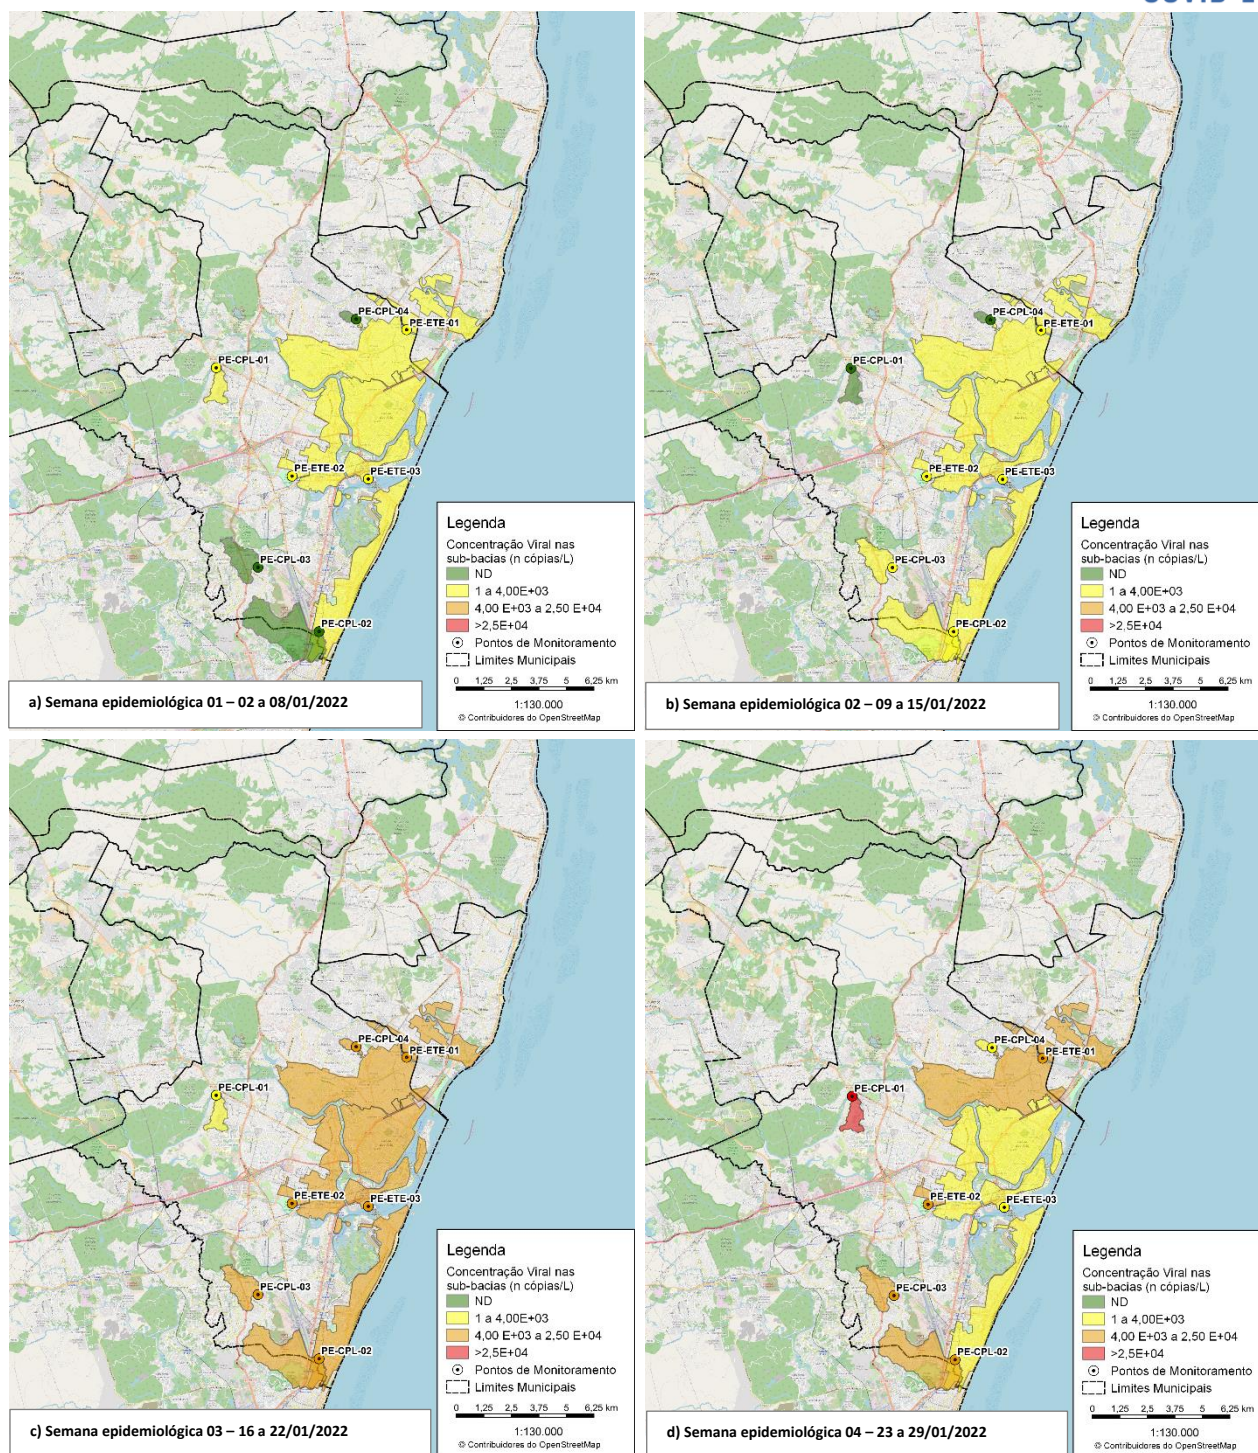 PE-CPL-04
PE-ETE-01
PE-CPL-01
PE-ETE-02
PE-ETE-03
PE-CPL-03
PE-CPL-02
Legenda
Concentração Viral nas
sub-bacias (n cópias/L)
ND
1 a 4,00E+03
4,00 E+03 a 2,50 E+04
>2,5E+04
Pontos de Monitoramento
Limites Municipais
0 1,25 2,5 3,75 5 6,25 km
1:130.000
© Contribuidores do OpenStreetMap
a) Semana epidemiológica 01 – 02 a 08/01/2022
PE-CPL-04
PE-ETE-01
PE-CPL-01
PE-ETE-02
PE-ETE-03
PE-CPL-03
PE-CPL-02
Legenda
Concentração Viral nas
sub-bacias (n cópias/L)
ND
1 a 4,00E+03
4,00 E+03 a 2,50 E+04
>2,5E+04
Pontos de Monitoramento
Limites Municipais
0 1,25 2,5 3,75 5 6,25 km
1:130.000
© Contribuidores do OpenStreetMap
b) Semana epidemiológica 02 – 09 a 15/01/2022
PE-CPL-04
PE-ETE-01
PE-CPL-01
PE-ETE-02
PE-ETE-03
PE-CPL-03
PE-CPL-02
Legenda
Concentração Viral nas
sub-bacias (n cópias/L)
ND
1 a 4,00E+03
4,00 E+03 a 2,50 E+04
>2,5E+04
Pontos de Monitoramento
Limites Municipais
0 1,25 2,5 3,75 5 6,25 km
1:130.000
© Contribuidores do OpenStreetMap
c) Semana epidemiológica 03 – 16 a 22/01/2022
PE-CPL-04
PE-ETE-01
PE-CPL-01
PE-ETE-02
PE-ETE-03
PE-CPL-03
PE-CPL-02
Legenda
Concentração Viral nas
sub-bacias (n cópias/L)
ND
1 a 4,00E+03
4,00 E+03 a 2,50 E+04
>2,5E+04
Pontos de Monitoramento
Limites Municipais
0 1,25 2,5 3,75 5 6,25 km
1:130.000
© Contribuidores do OpenStreetMap
d) Semana epidemiológica 04 – 23 a 29/01/2022